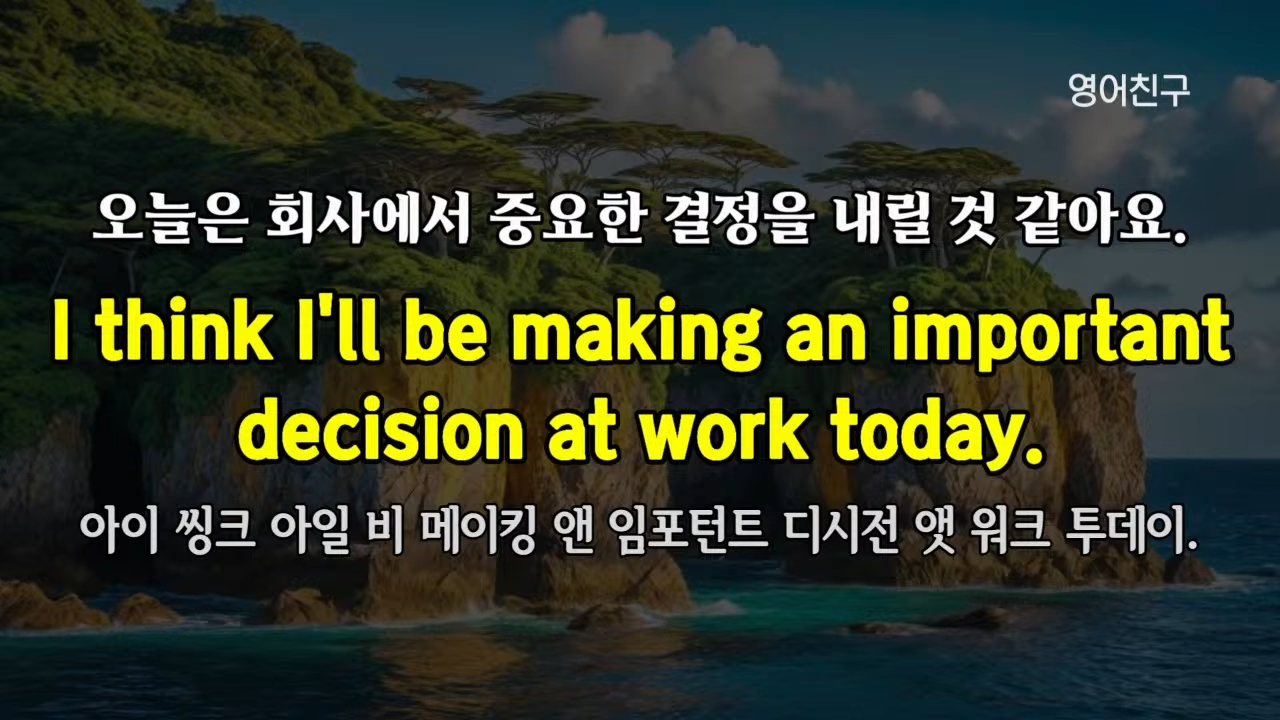 영어친구
오늘은 회사에서 중요한 결정을 내릴 것 같아요.
I think I'll be making an important
decision at work today.
아이 씽크 아일 비 메이킹 앤 임포턴트 디시전 앳 워크 투데이.